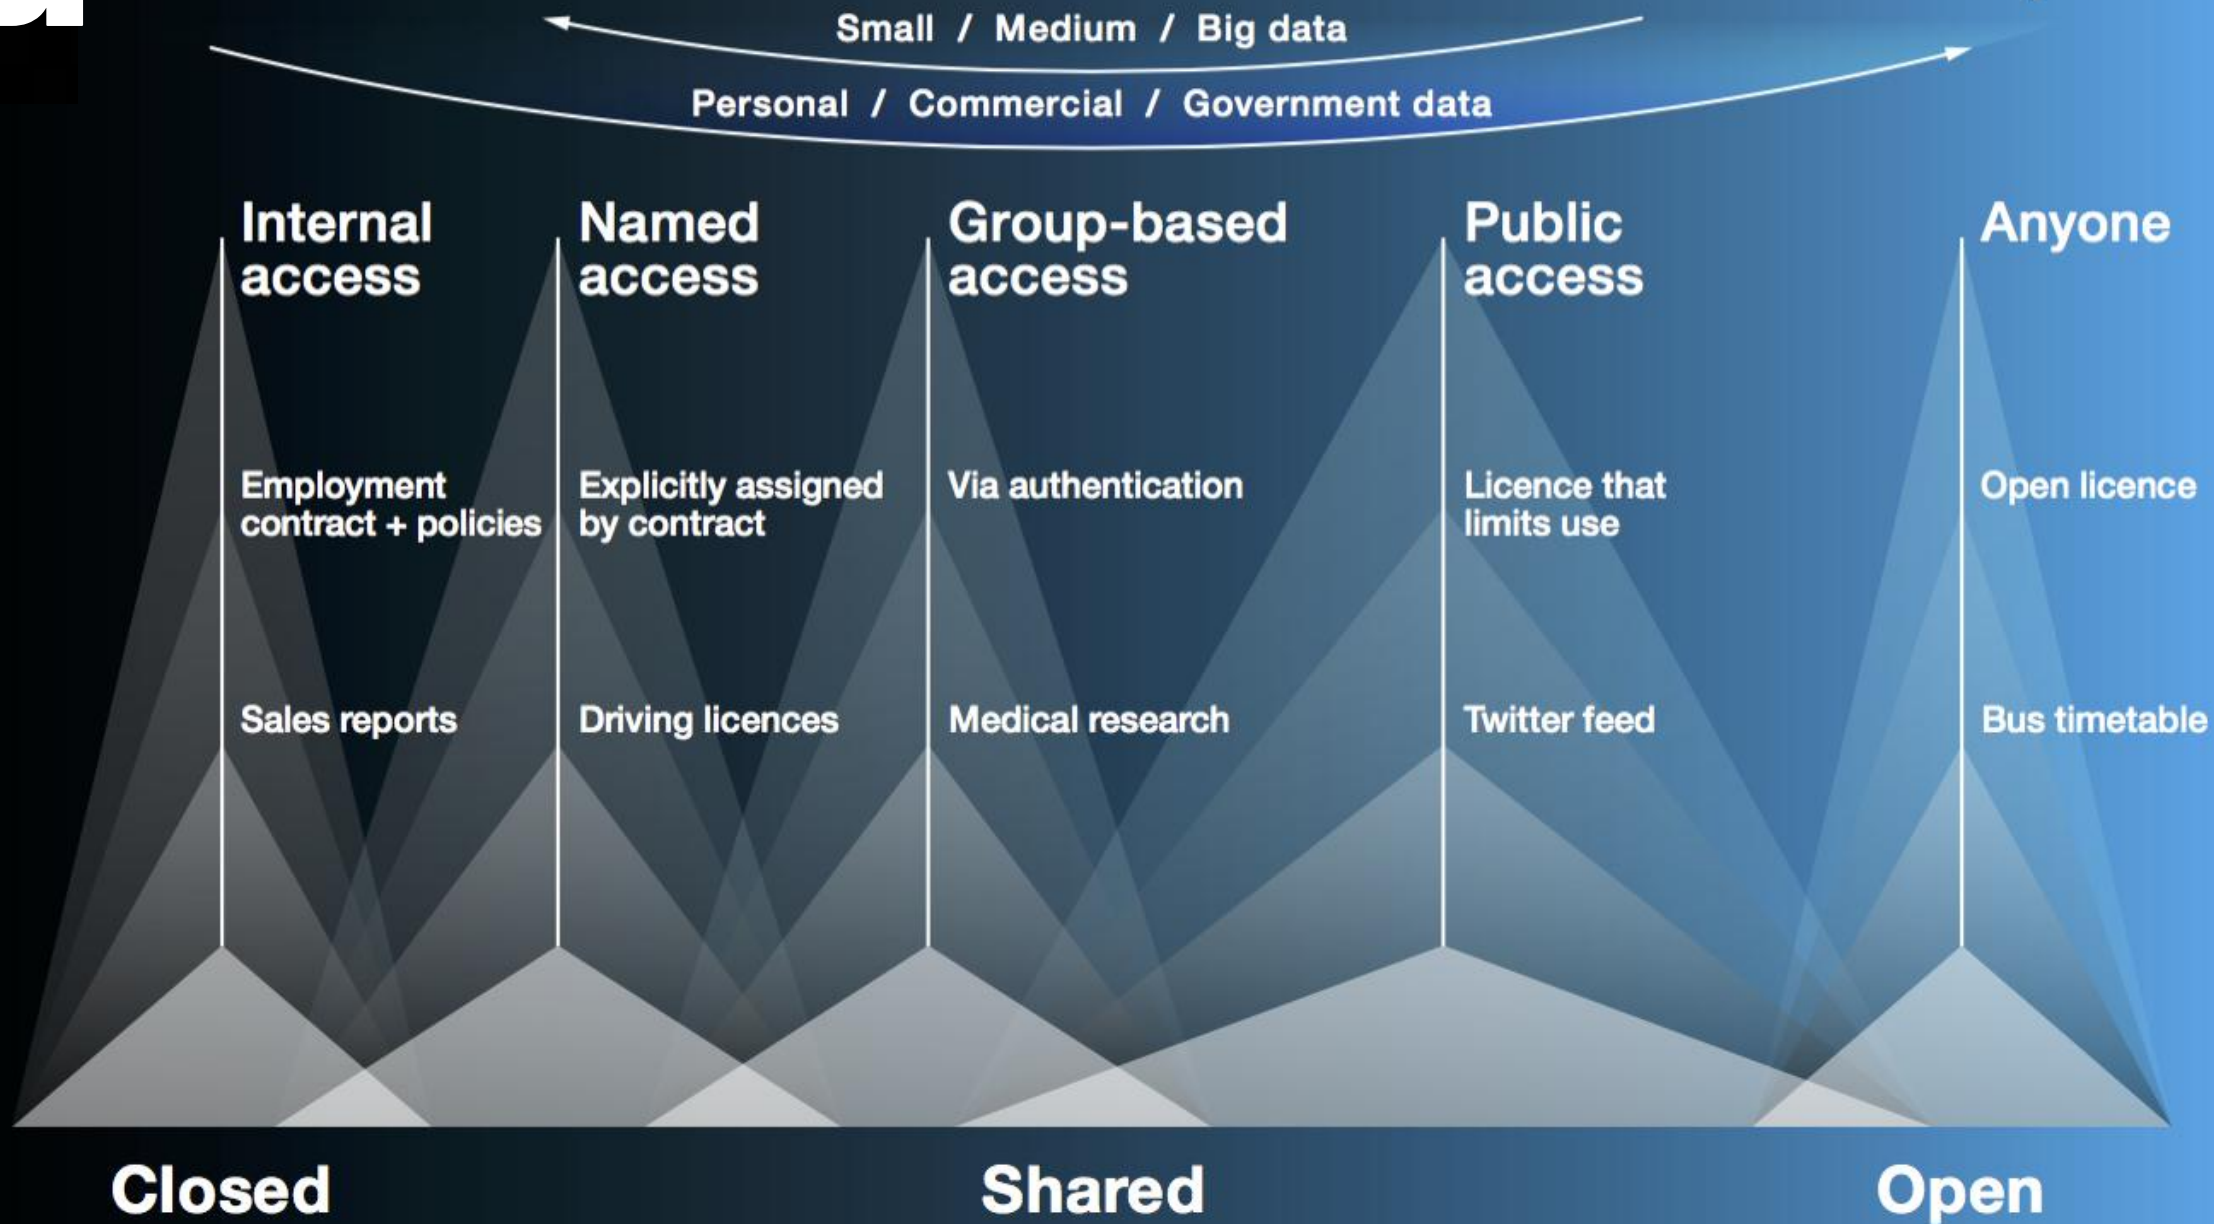 Small / Medium / Big data
Personal / Commercial / Government data
Internal
access
Named
access
Group-based
access
Public
access
Anyone
Employment
contract + policies
Explicitly assigned
by contract
Via authentication
Licence that
limits use
Open licence
Sales reports
Driving licences
Medical research
Twitter feed
Bus timetable
Closed
Shared
Open